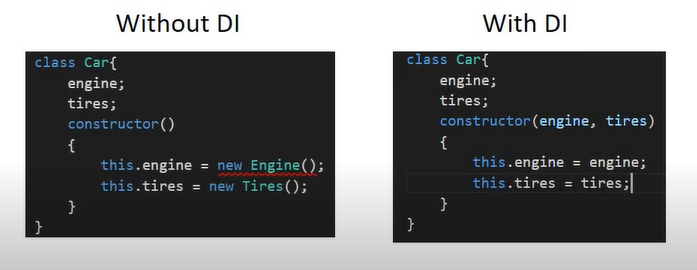 Without DI
class Car{
engine;
tires;
constructor()
{
this.engine = new Engine();
this.tires = new Tires();
}
}
With DI
class Car{
engine;
tires;
constructor(engine, tires)
{
this.engine = engine;
this.tires = tires;
}
}